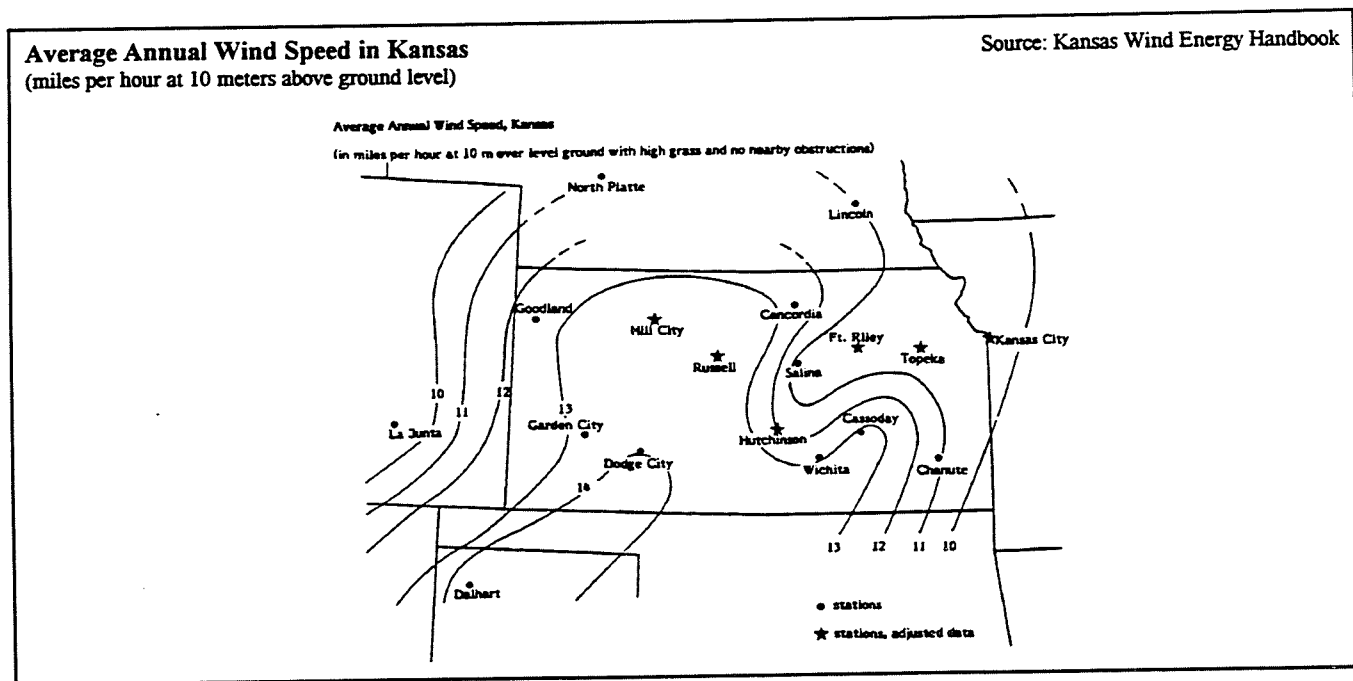 Average Annual Wind Speed in Kansas
Source: Kansas Wind Energy Handbook
(miles per hour at 10 meters above ground level)
Average Annual Wind Speed, Kansas
(in miles per hour at 10 m over level ground with high grass and no nearby obstructions)
North Platte
Lincoln
Goodland
Concordia
Hill City
Ft. Riley
Topeka
Kansas City
Russell
Salina
10
11
12
13
La Junta
Garden City
Cassoday
Hutchinson
Dodge City
Wichita
Chanute
14
13
12
11
10
Dalhart
stations
stations, adjusted data